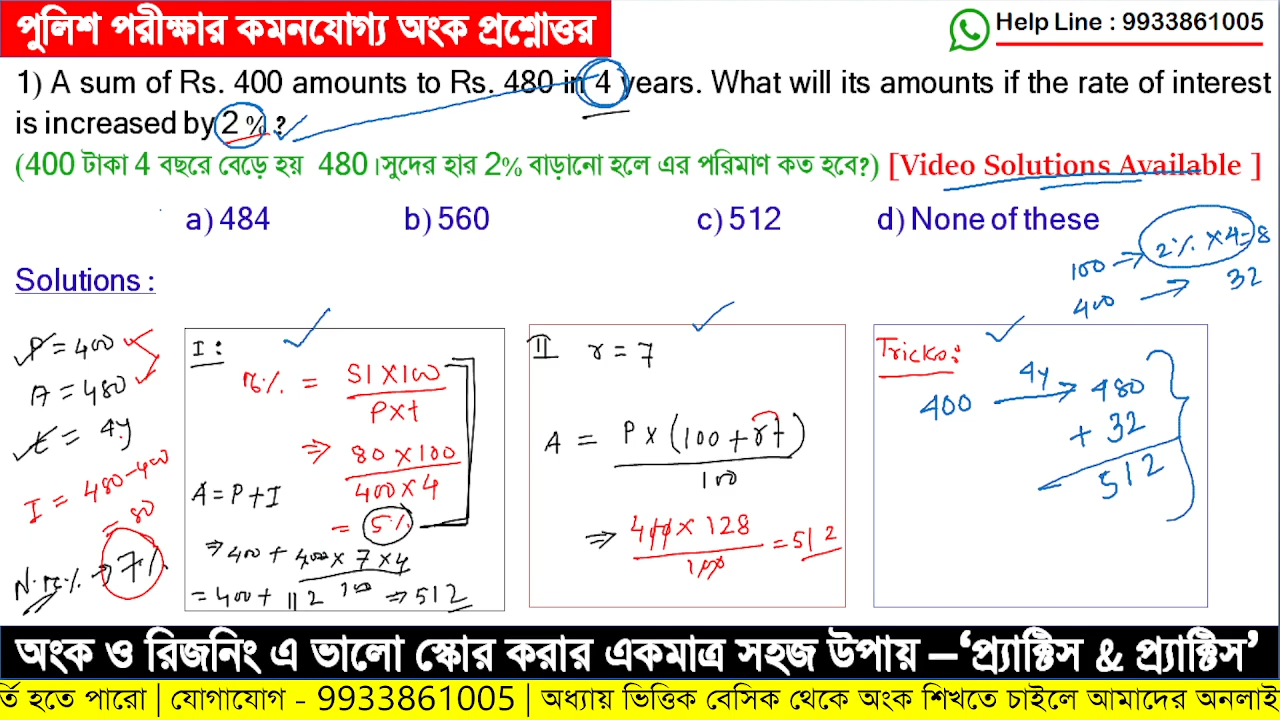 পুলিশ পরীক্ষার কমনযোগ্য অংক প্রশ্নোত্তর
Help Line : 9933861005
1) A sum of Rs. 400 amounts to Rs. 480 in 4 years. What will its amounts if the rate of interest
is increased by 2 % ?
(400 টাকা 4 বছরে বেড়ে হয় 480।সুদের হার 2% বাড়ানো হলে এর পরিমাণ কত হবে?) [Video Solutions Available ]
a) 484 b) 560 c) 512 d) None of these
100 → 2% × 4 = 8
400 → 32
Solutions :
P = 400
A = 480
t = 4y
I = 480 - 400
= 80
N.r% → 7%
I :
r% = SI × 100
P × t
⇒ 80 × 100
400 × 4
= 5%
A = P + I
⇒ 400 + 400 × 7 × 4
100
= 400 + 112 ⇒ 512
II r = 7
A = P × (100 + rT)
100
⇒ 400 × 128 = 512
100
Tricks:
400 4y → 480
+ 32
512
অংক ও রিজনিং এ ভালো স্কোর করার একমাত্র সহজ উপায় –‘প্র্যাক্টিস & প্র্যাক্টিস’
র্তি হতে পারো | যোগাযোগ - 9933861005 | অধ্যায় ভিত্তিক বেসিক থেকে অংক শিখতে চাইলে আমাদের অনলাই